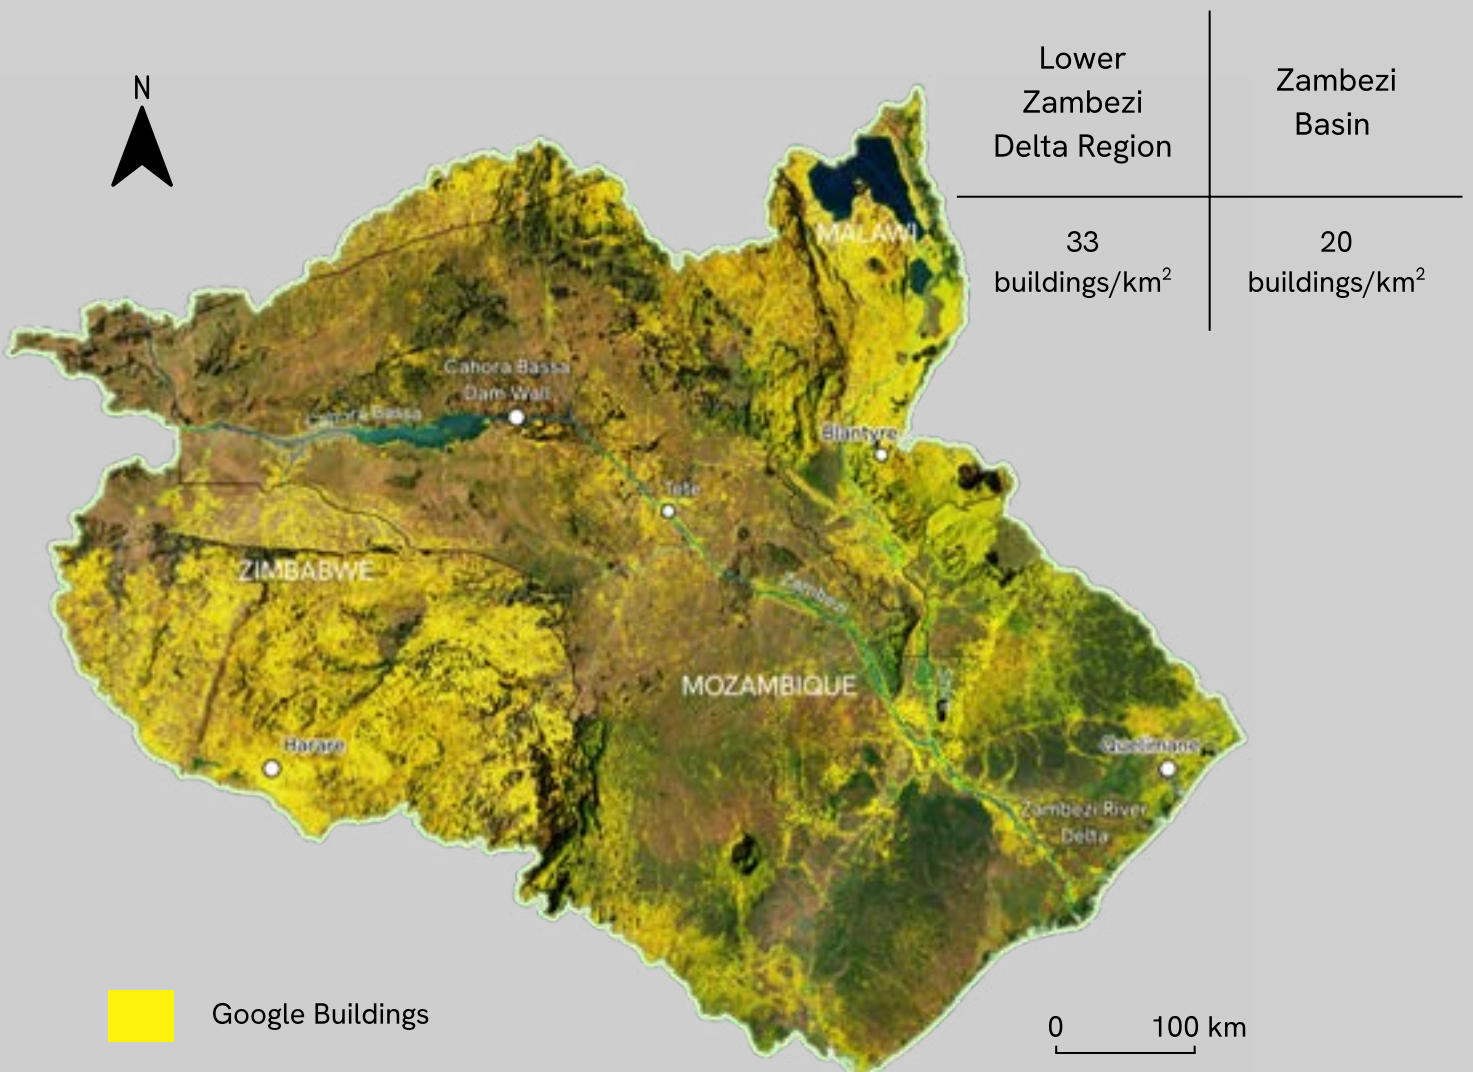 N
Lower
Zambezi
Delta Region
Zambezi
Basin
33
buildings/km²
20
buildings/km²
MALAWI
Cahora Bassa
Dam Wall
Cahora Bassa
Blantyre
Tete
ZIMBABWE
Zambezi
MOZAMBIQUE
Harare
Quelimane
Zambezi River
Delta
Google Buildings
0 100 km